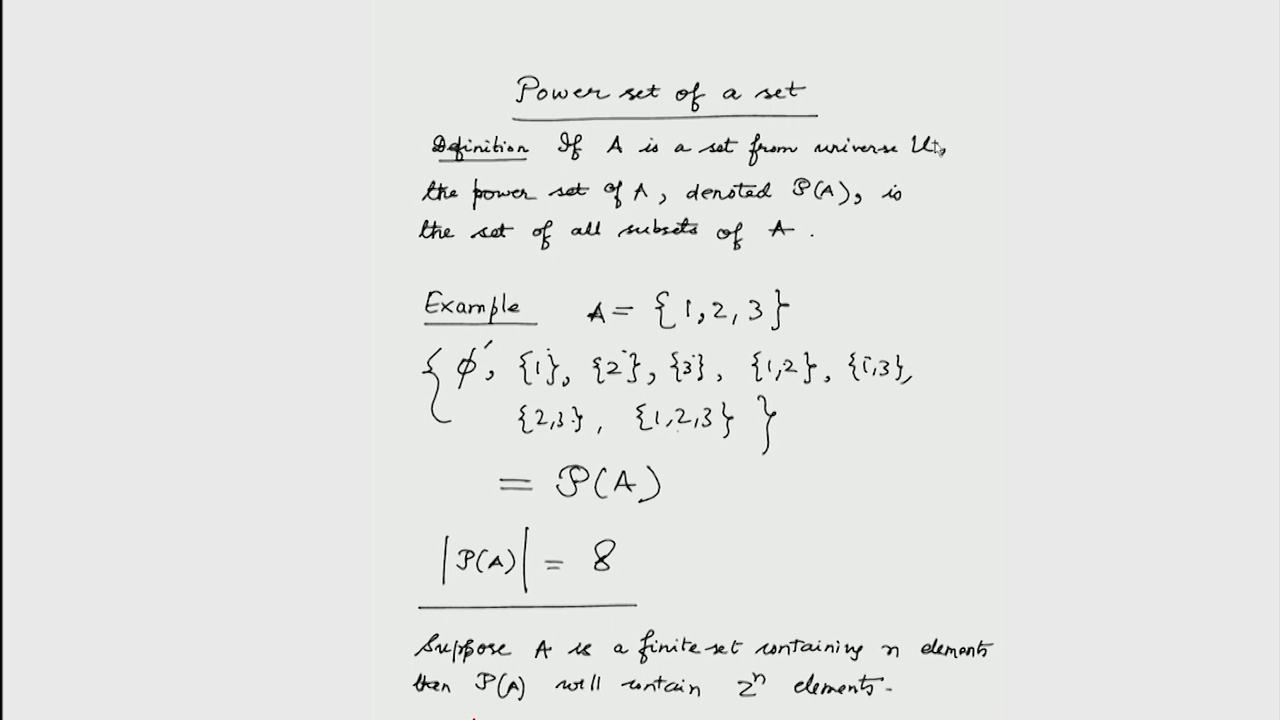 Power set of a set
Definition If A is a set from universe U,
the power set of A, denoted P(A), is
the set of all subsets of A.
Example A = {1, 2, 3}
{ϕ, {1}, {2}, {3}, {1,2}, {1,3},
{2,3}, {1,2,3} }
= P(A)
|P(A)| = 8
Suppose A is a finite set containing n elements
then P(A) will contain 2ⁿ elements.